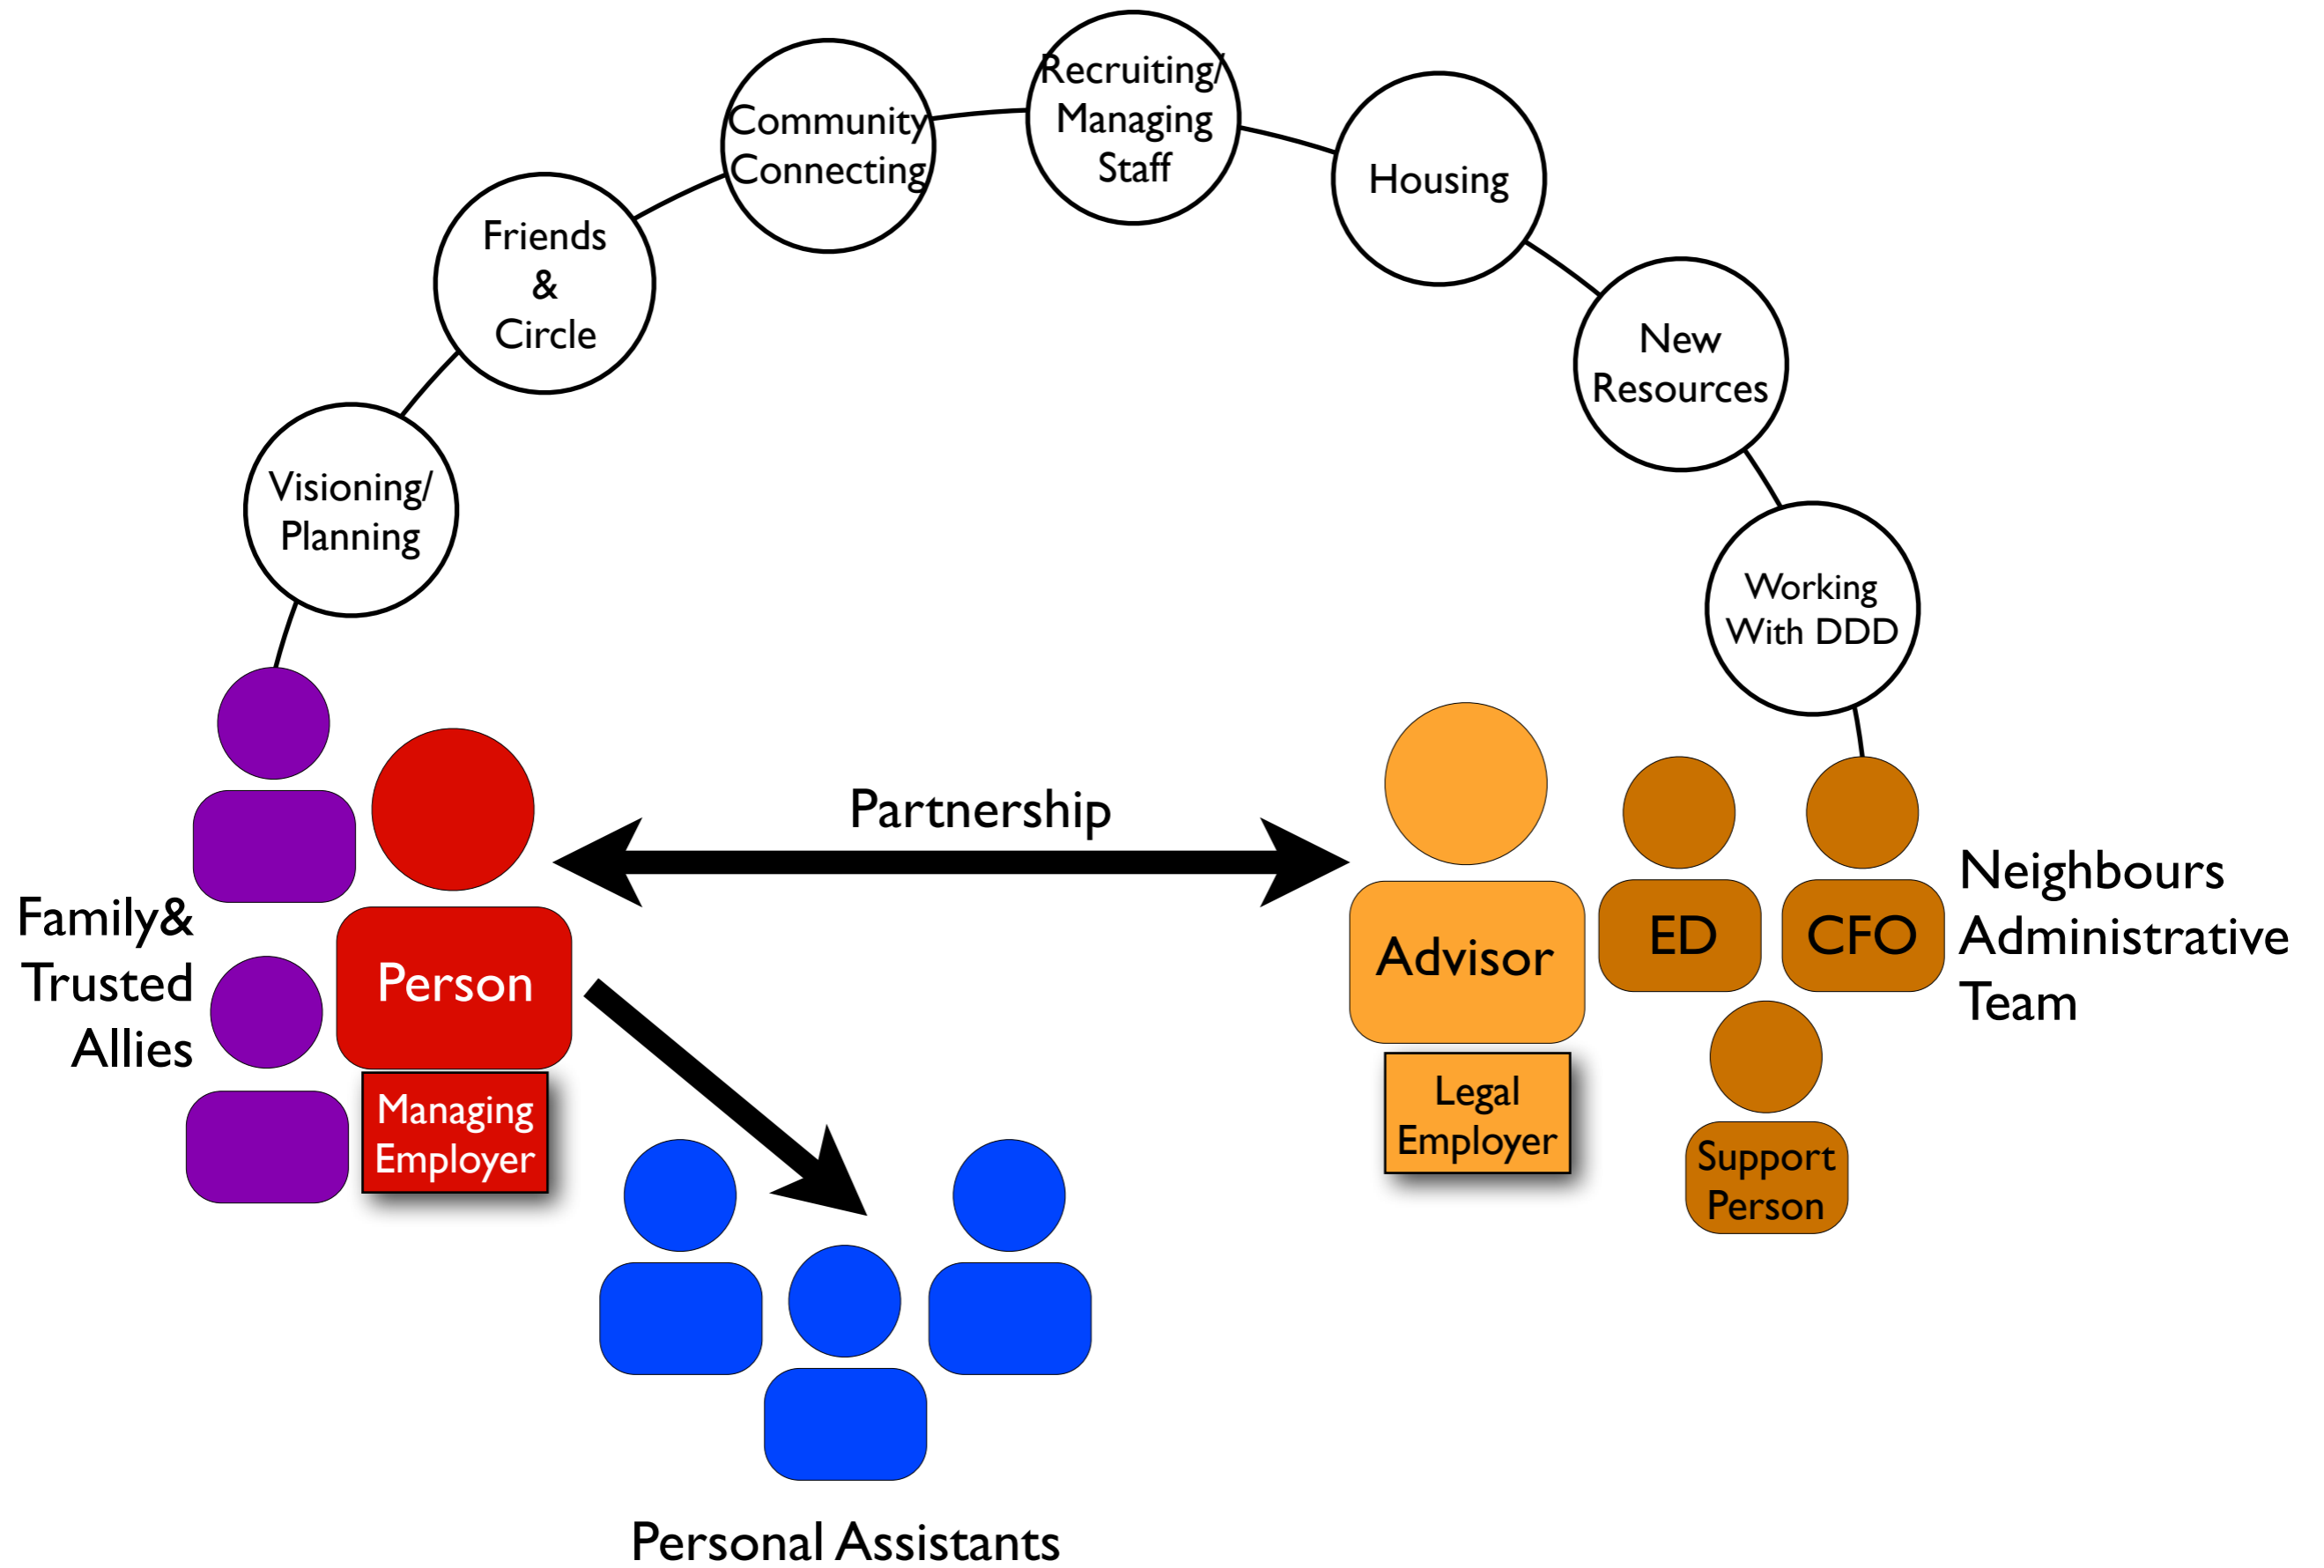 Recruiting/
Managing
Staff
Community
Connecting
Housing
Friends
&
Circle
New
Resources
Visioning/
Planning
Working
With DDD
Partnership
Family&
Trusted
Allies
Person
Managing
Employer
Advisor
Legal
Employer
ED
CFO
Neighbours
Administrative
Team
Support
Person
Personal Assistants